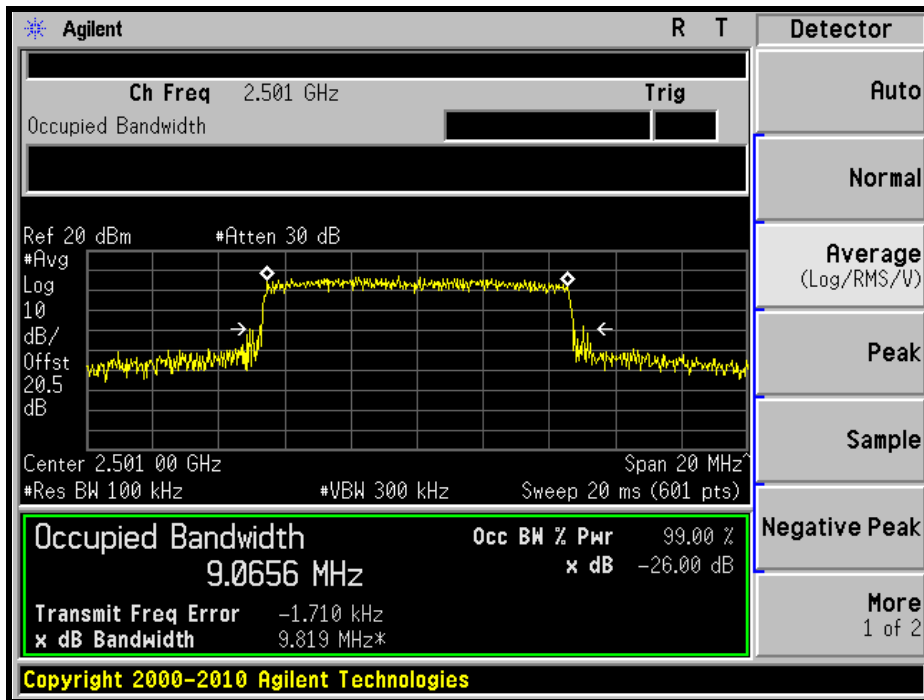 Agilent R T Detector
Ch Freq 2.501 GHz Trig
Occupied Bandwidth
Auto
Normal
Average
(Log/RMS/V)
Peak
Sample
Negative Peak
More
1 of 2
Ref 20 dBm #Atten 30 dB
#Avg
Log
10
dB/
Offst
20.5
dB
Center 2.501 00 GHz Span 20 MHz^
#Res BW 100 kHz #VBW 300 kHz Sweep 20 ms (601 pts)
Occupied Bandwidth Occ BW % Pwr 99.00 %
9.0656 MHz x dB -26.00 dB
Transmit Freq Error -1.710 kHz
x dB Bandwidth 9.819 MHz*
Copyright 2000-2010 Agilent Technologies